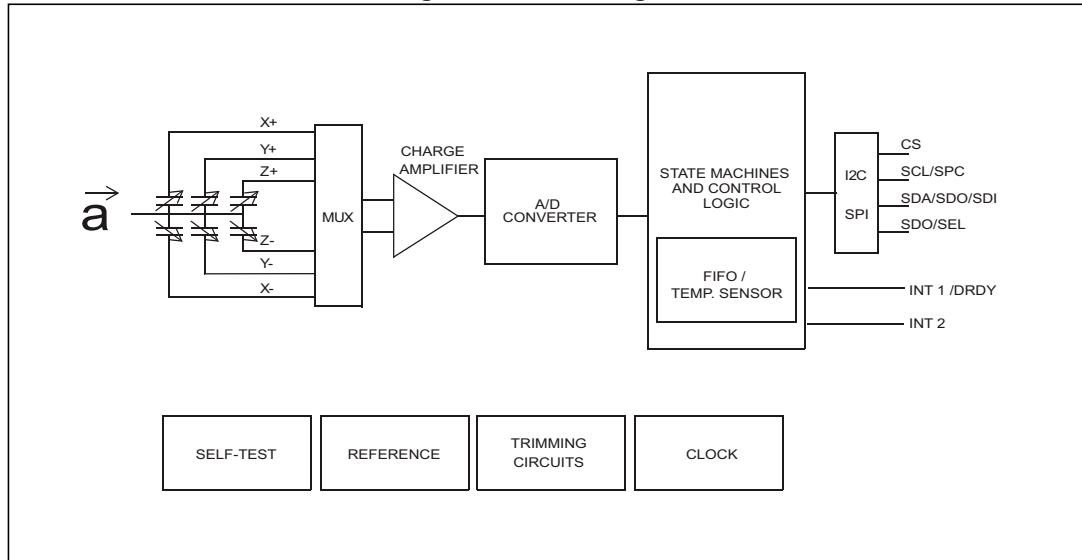 X+
Y+
Z+
a
Z-
Y-
X-
MUX
CHARGE
AMPLIFIER
A/D
CONVERTER
STATE MACHINES
AND CONTROL
LOGIC
FIFO /
TEMP. SENSOR
I2C
SPI
CS
SCL/SPC
SDA/SDO/SDI
SDO/SEL
INT 1 /DRDY
INT 2
SELF-TEST
REFERENCE
TRIMMING
CIRCUITS
CLOCK